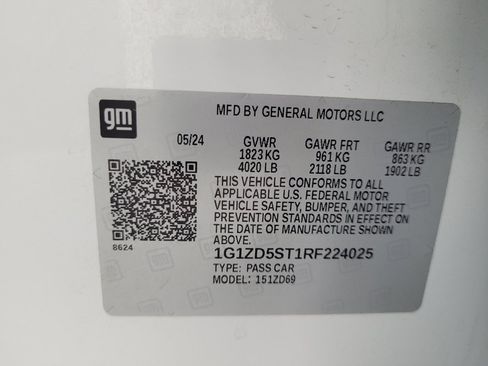 gm
MFD BY GENERAL MOTORS LLC
05/24 GVWR GAWR FRT GAWR RR
1823 KG 961 KG 863 KG
4020 LB 2118 LB 1902 LB
THIS VEHICLE CONFORMS TO ALL
APPLICABLE U.S. FEDERAL MOTOR
VEHICLE SAFETY, BUMPER, AND THEFT
PREVENTION STANDARDS IN EFFECT ON
THE DATE OF MANUFACTURE SHOWN
ABOVE.
8624
1G1ZD5ST1RF224025
TYPE: PASS CAR
MODEL: 151ZD69